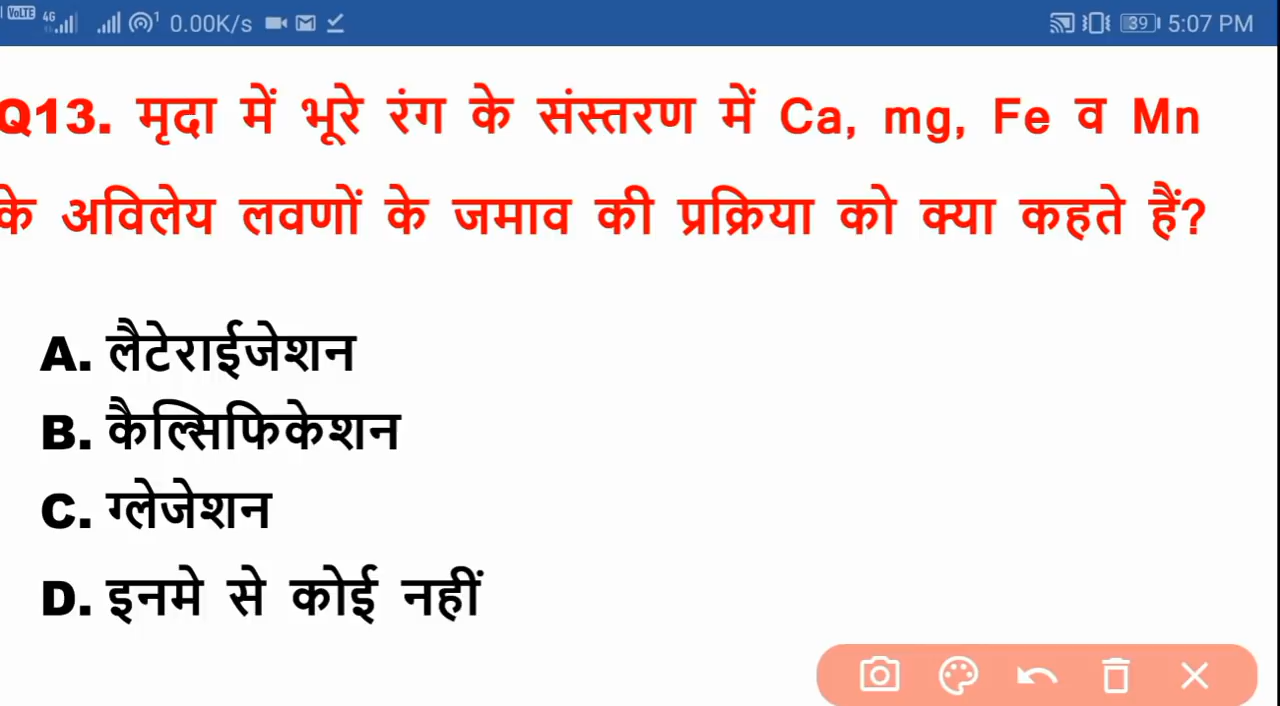 VoLTE 4G 1 0.00K/s 39 5:07 PM
Q13. मृदा में भूरे रंग के संस्तरण में Ca, mg, Fe व Mn
के अविलेय लवणों के जमाव की प्रक्रिया को क्या कहते हैं?
A. लैटेराईजेशन
B. कैल्सिफिकेशन
C. ग्लेजेशन
D. इनमे से कोई नहीं